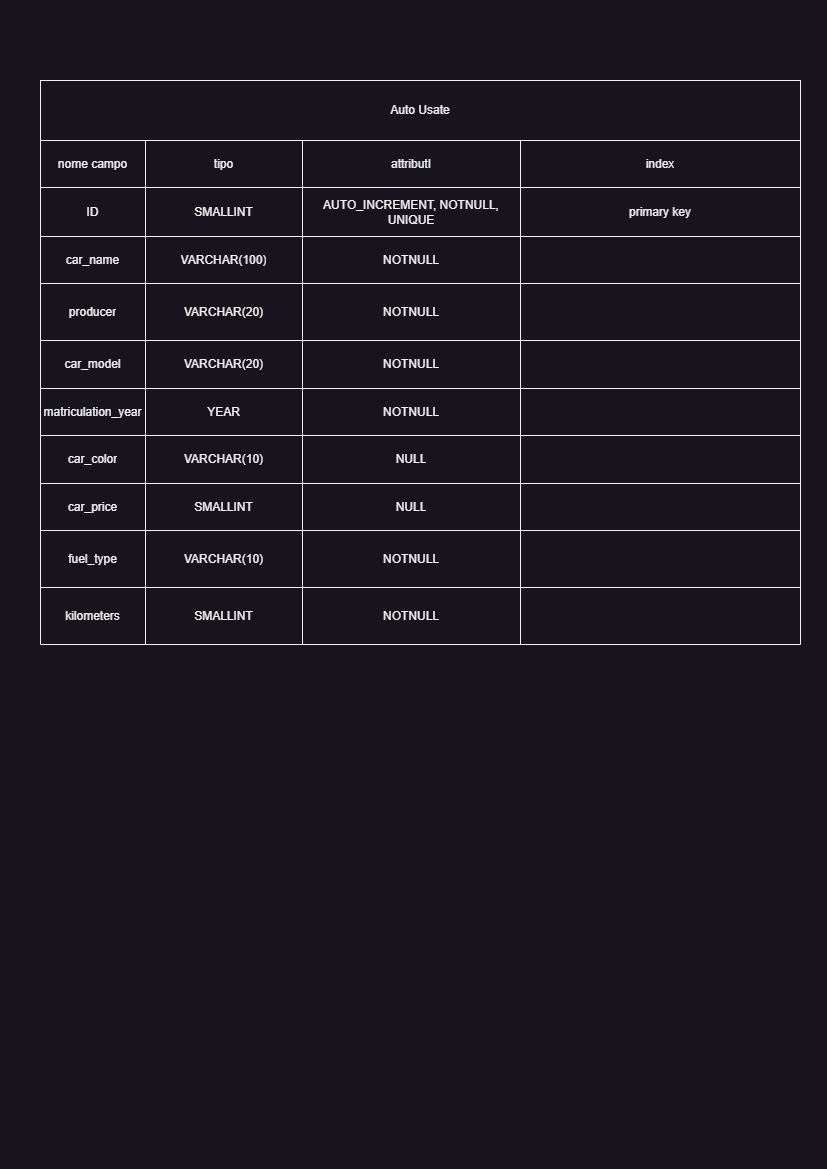 Auto Usate
nome campo tipo attributI index
ID SMALLINT AUTO_INCREMENT, NOTNULL, UNIQUE primary key
car_name VARCHAR(100) NOTNULL
producer VARCHAR(20) NOTNULL
car_model VARCHAR(20) NOTNULL
matriculation_year YEAR NOTNULL
car_color VARCHAR(10) NULL
car_price SMALLINT NULL
fuel_type VARCHAR(10) NOTNULL
kilometers SMALLINT NOTNULL